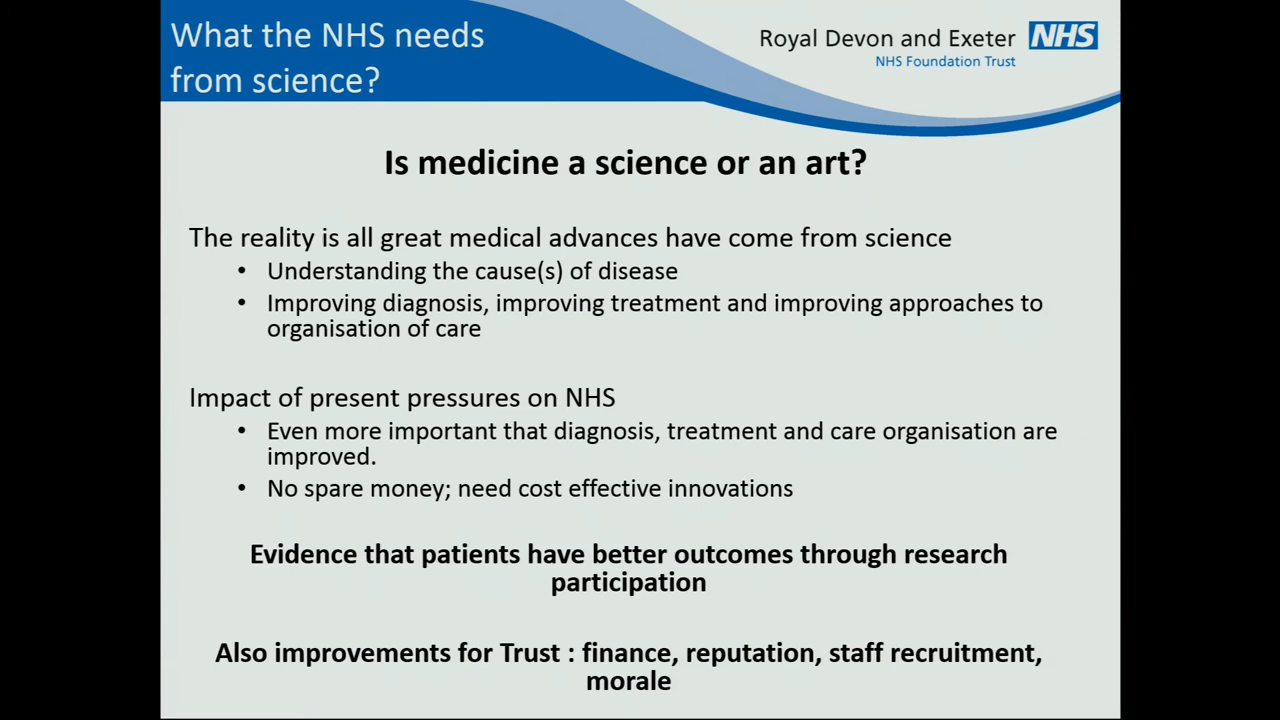 What the NHS needs
from science?
Royal Devon and Exeter NHS
NHS Foundation Trust
Is medicine a science or an art?
The reality is all great medical advances have come from science
• Understanding the cause(s) of disease
• Improving diagnosis, improving treatment and improving approaches to
organisation of care
Impact of present pressures on NHS
• Even more important that diagnosis, treatment and care organisation are
improved.
• No spare money; need cost effective innovations
Evidence that patients have better outcomes through research
participation
Also improvements for Trust : finance, reputation, staff recruitment,
morale